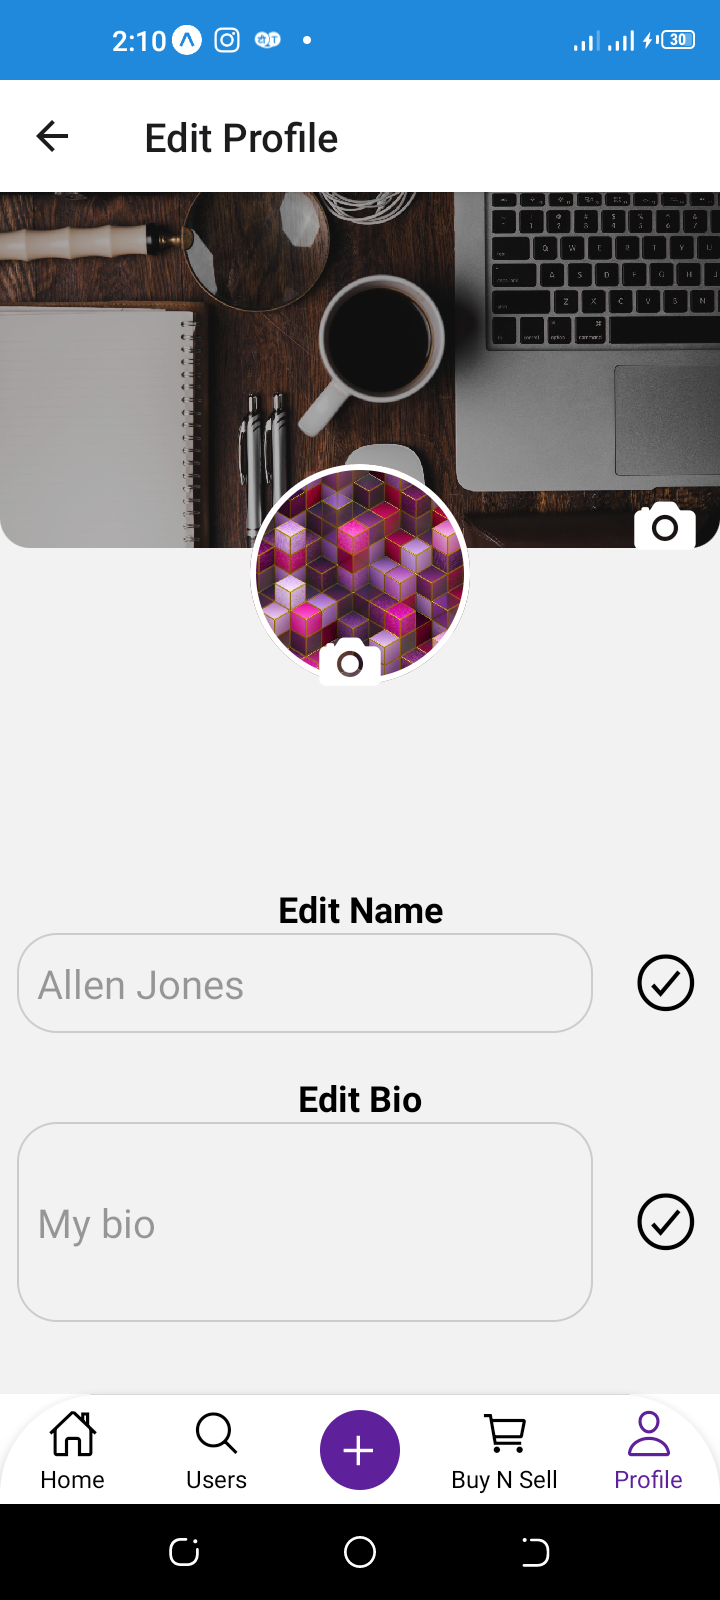 2:10
30
Edit Profile
Edit Name
Allen Jones
Edit Bio
My bio
Home
Users
Buy N Sell
Profile